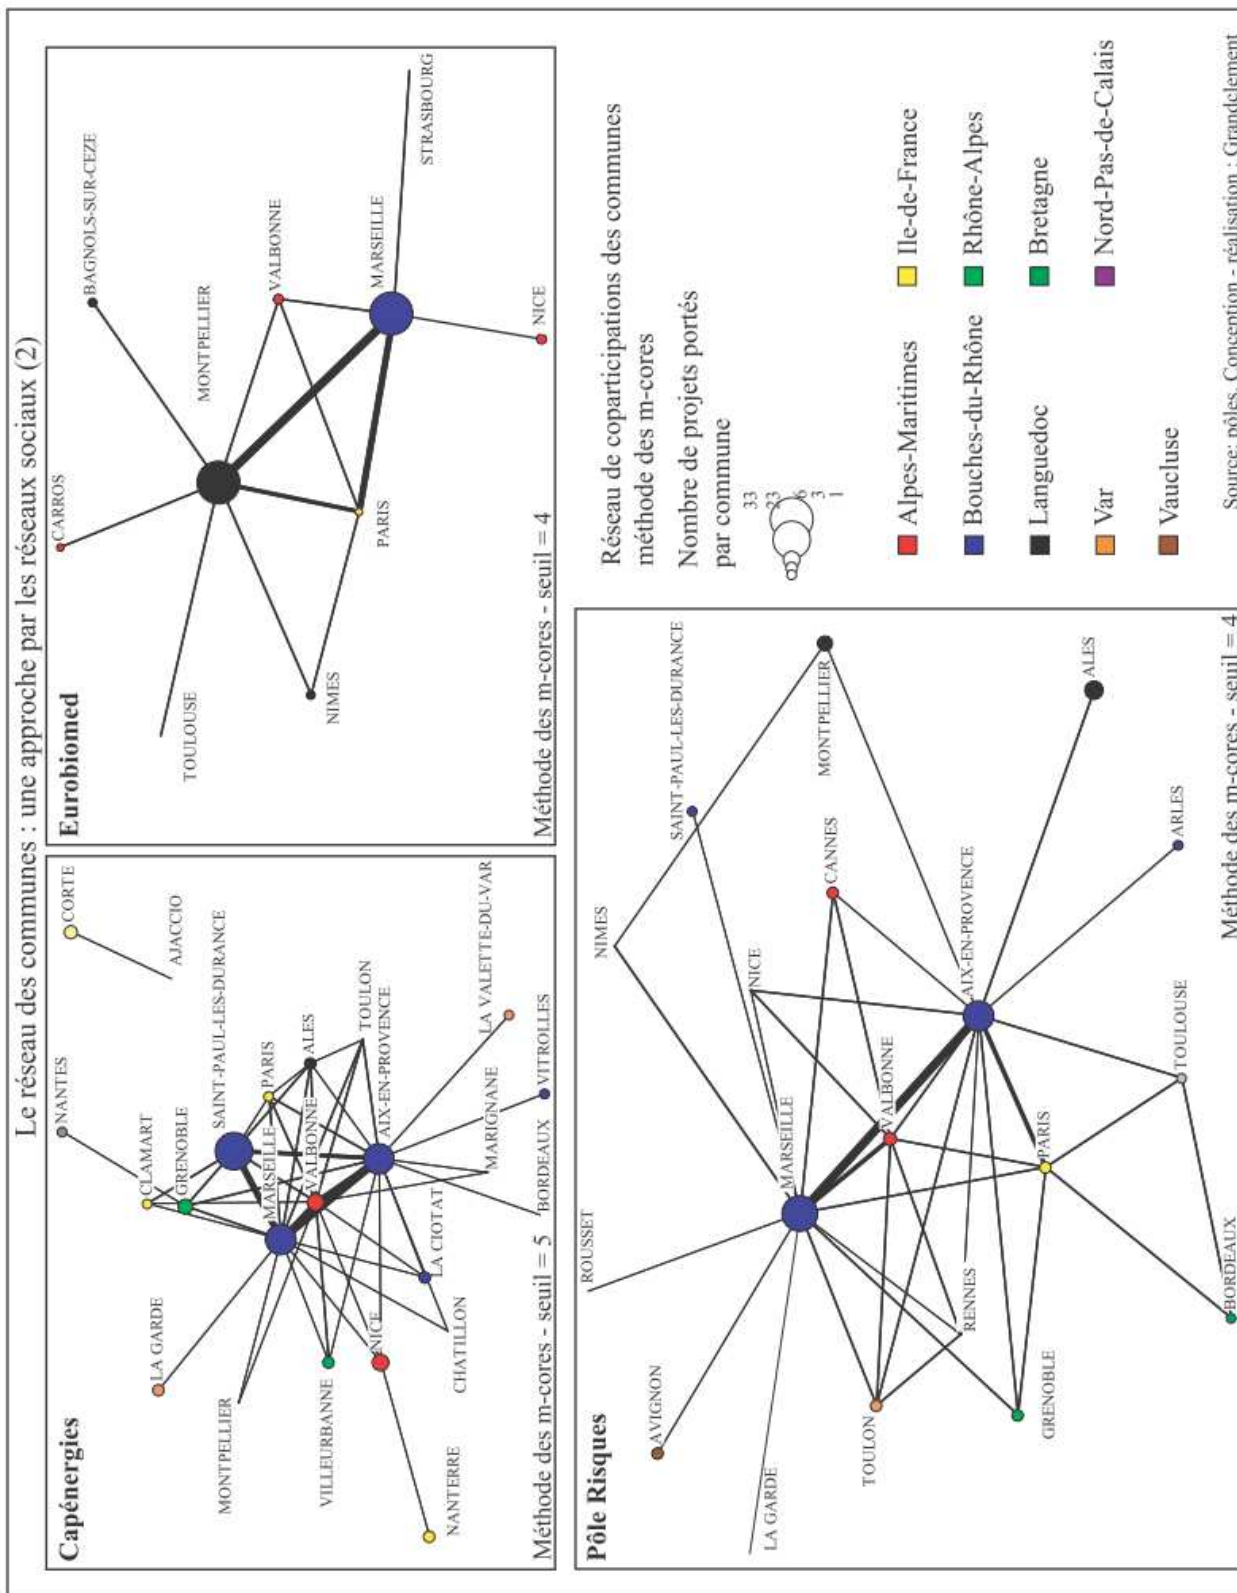 Le réseau des communes : une approche par les réseaux sociaux (2)
Capénergies
NANTES
CORTE
AJACCIO
CLAMART
GRENOBLE
SAINT-PAUL-LES-DURANCE
LA GARDE
MARSEILLE
PARIS
MONTPELLIER
VALBONNE
ALES
VILLEURBANNE
TOULON
NICE
AIX-EN-PROVENCE
LA CIOTAT
CHATILLON
NANTERRE
MARIGNANE
LA VALETTE-DU-VAR
BORDEAUX
VITROLLES
Méthode des m-cores - seuil = 5
Eurobiomed
CARROS
BAGNOLS-SUR-CEZE
TOULOUSE
MONTPELLIER
VALBONNE
NIMES
PARIS
MARSEILLE
STRASBOURG
NICE
Méthode des m-cores - seuil = 4
Pôle Risques
ROUSSET
NIMES
SAINT-PAUL-LES-DURANCE
AVIGNON
NICE
MARSEILLE
CANNES
MONTPELLIER
LA GARDE
VALBONNE
TOULON
AIX-EN-PROVENCE
RENNES
GRENOBLE
PARIS
ALES
TOULOUSE
ARLES
BORDEAUX
Méthode des m-cores - seuil = 4
Réseau de coparticipations des communes
méthode des m-cores
Nombre de projets portés
par commune
33
23
6
3
1
Alpes-Maritimes
Ile-de-France
Bouches-du-Rhône
Rhône-Alpes
Languedoc
Bretagne
Var
Nord-Pas-de-Calais
Vaucluse
Source: pôles. Conception - réalisation : Grandclement